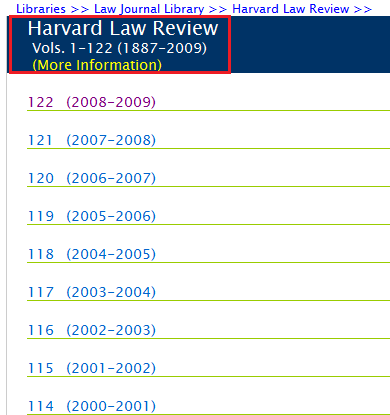 Libraries >> Law Journal Library >> Harvard Law Review >>
Harvard Law Review
Vols. 1-122 (1887-2009)
(More Information)
122 (2008-2009)
121 (2007-2008)
120 (2006-2007)
119 (2005-2006)
118 (2004-2005)
117 (2003-2004)
116 (2002-2003)
115 (2001-2002)
114 (2000-2001)